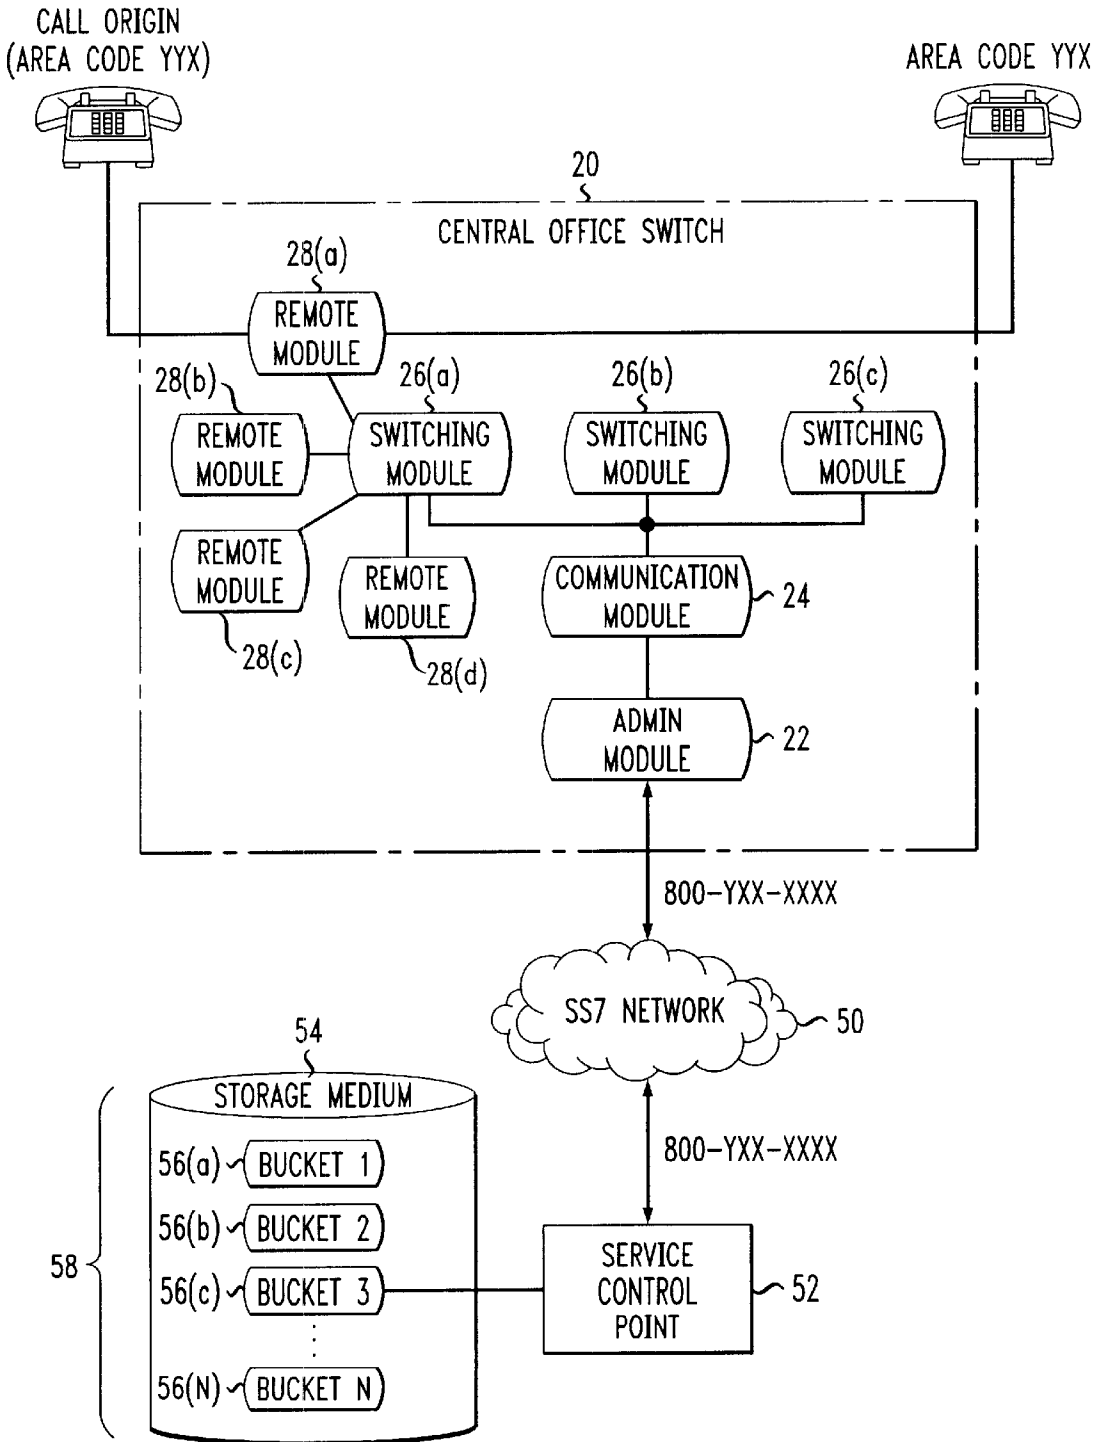 CALL ORIGIN
(AREA CODE YYX)
AREA CODE YYX
20
CENTRAL OFFICE SWITCH
28(a)
REMOTE
MODULE
28(b)
REMOTE
MODULE
26(a)
SWITCHING
MODULE
26(b)
SWITCHING
MODULE
26(c)
SWITCHING
MODULE
REMOTE
MODULE
28(c)
REMOTE
MODULE
28(d)
COMMUNICATION
MODULE
24
ADMIN
MODULE
22
800-YXX-XXXX
SS7 NETWORK
50
800-YXX-XXXX
54
STORAGE MEDIUM
58
56(a)
BUCKET 1
56(b)
BUCKET 2
56(c)
BUCKET 3
56(N)
BUCKET N
SERVICE
CONTROL
POINT
52